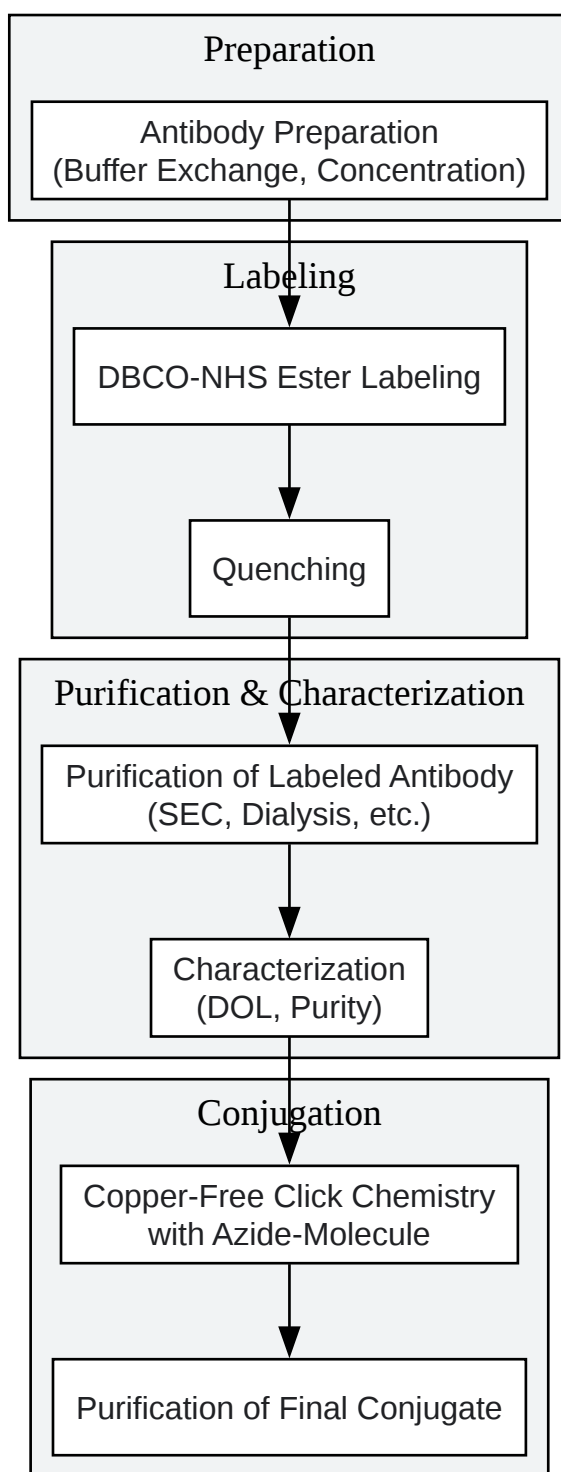 Preparation
Antibody Preparation
(Buffer Exchange, Concentration)
Labeling
DBCO-NHS Ester Labeling
Quenching
Purification & Characterization
Purification of Labeled Antibody
(SEC, Dialysis, etc.)
Characterization
(DOL, Purity)
Conjugation
Copper-Free Click Chemistry
with Azide-Molecule
Purification of Final Conjugate